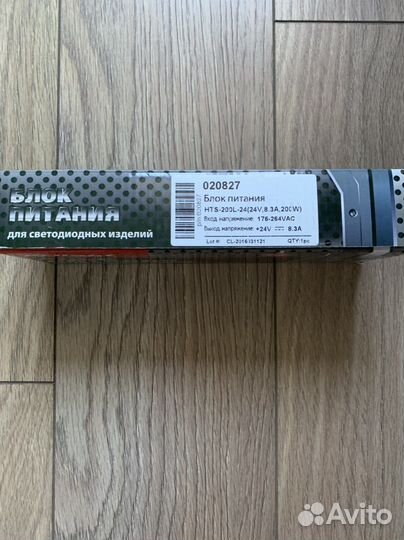 БЛОК
ПИТАНИЯ
для светодиодных изделий
020827
Блок питания
HTS-200L-24(24V,8.3A,200W)
Вход. напряжение: 176-264VAC
Выход. напряжение: +24V 8.3A
Lot #: CL-2016031121 QTY:1pc
Avito